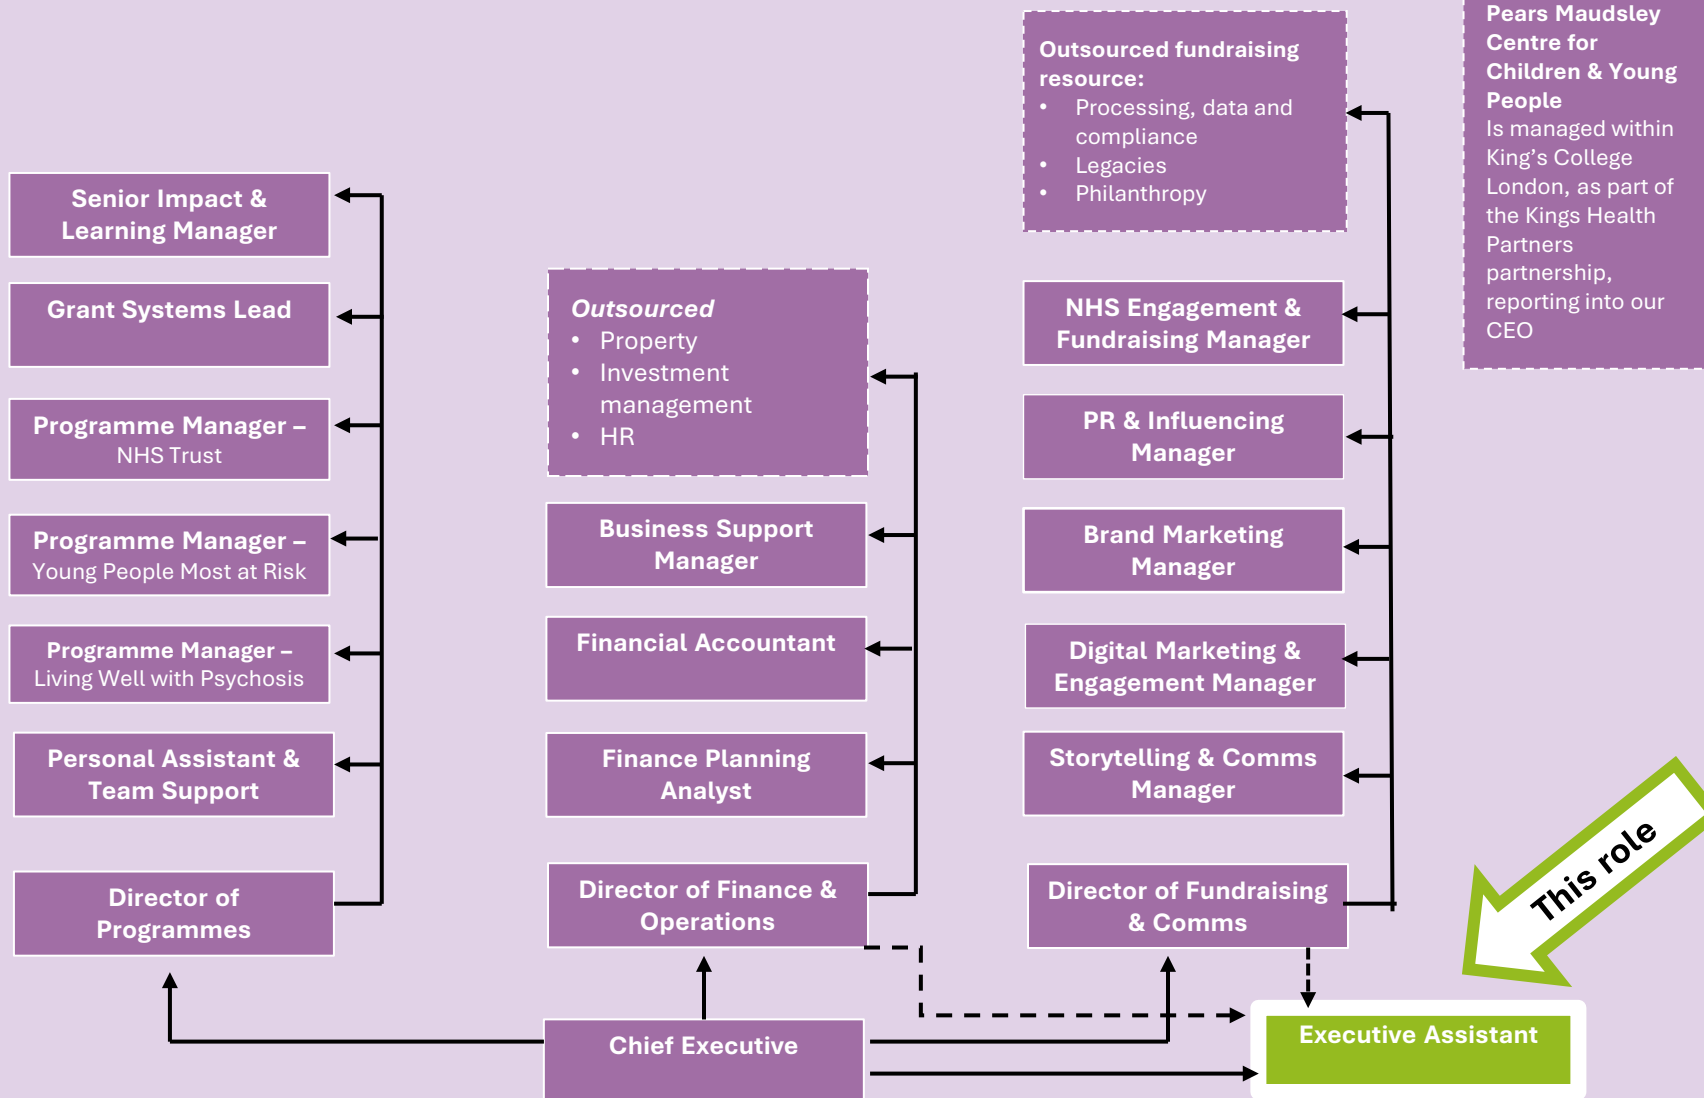 Senior Impact &
Learning Manager
Grant Systems Lead
Programme Manager –
NHS Trust
Programme Manager –
Young People Most at Risk
Programme Manager –
Living Well with Psychosis
Personal Assistant &
Team Support
Director of
Programmes
Outsourced
• Property
• Investment
management
• HR
Business Support
Manager
Financial Accountant
Finance Planning
Analyst
Director of Finance &
Operations
Chief Executive
Outsourced fundraising
resource:
• Processing, data and
compliance
• Legacies
• Philanthropy
NHS Engagement &
Fundraising Manager
PR & Influencing
Manager
Brand Marketing
Manager
Digital Marketing &
Engagement Manager
Storytelling & Comms
Manager
Director of Fundraising
& Comms
Pears Maudsley
Centre for
Children & Young
People
Is managed within
King’s College
London, as part of
the Kings Health
Partners
partnership,
reporting into our
CEO
This role
Executive Assistant